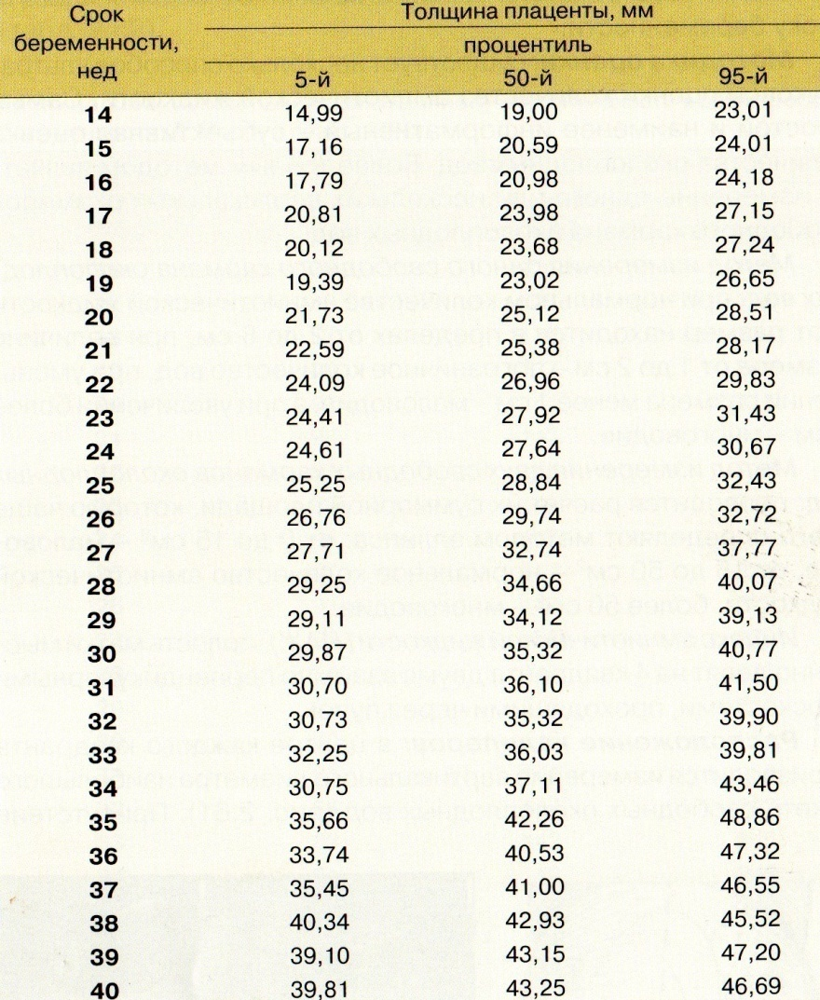 Срок беременности, нед
Толщина плаценты, мм
процентиль
5-й 50-й 95-й
14 14,99 19,00 23,01
15 17,16 20,59 24,01
16 17,79 20,98 24,18
17 20,81 23,98 27,15
18 20,12 23,68 27,24
19 19,39 23,02 26,65
20 21,73 25,12 28,51
21 22,59 25,38 28,17
22 24,09 26,96 29,83
23 24,41 27,92 31,43
24 24,61 27,64 30,67
25 25,25 28,84 32,43
26 26,76 29,74 32,72
27 27,71 32,74 37,77
28 29,25 34,66 40,07
29 29,11 34,12 39,13
30 29,87 35,32 40,77
31 30,70 36,10 41,50
32 30,73 35,32 39,90
33 32,25 36,03 39,81
34 30,75 37,11 43,46
35 35,66 42,26 48,86
36 33,74 40,53 47,32
37 35,45 41,00 46,55
38 40,34 42,93 45,52
39 39,10 43,15 47,20
40 39,81 43,25 46,69